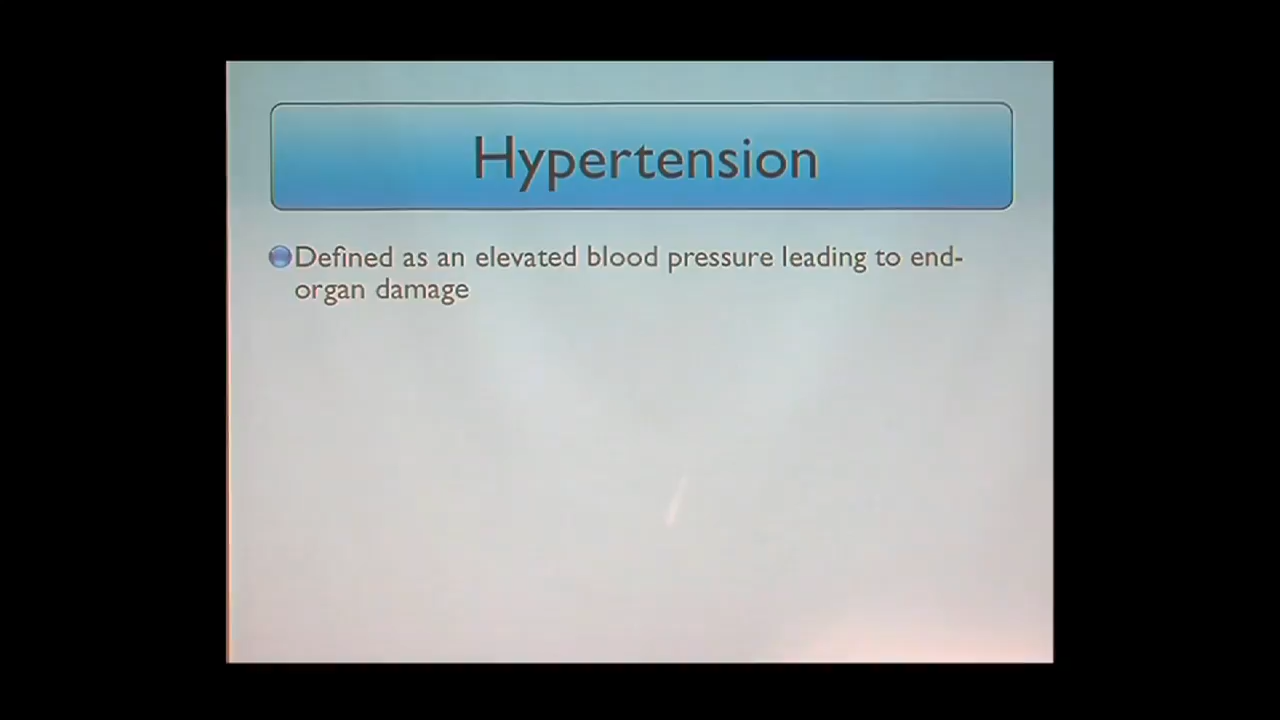 Hypertension
Defined as an elevated blood pressure leading to end-
organ damage